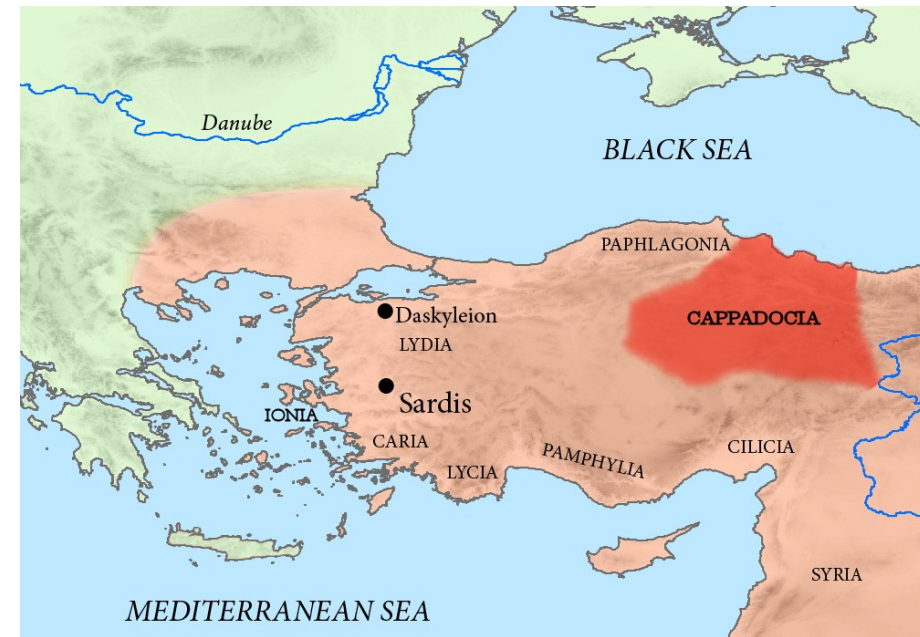 Danube
BLACK SEA
PAPHLAGONIA
Daskyleion
CAPPADOCIA
LYDIA
Sardis
IONIA
CARIA
CILICIA
PAMPHYLIA
LYCIA
SYRIA
MEDITERRANEAN SEA